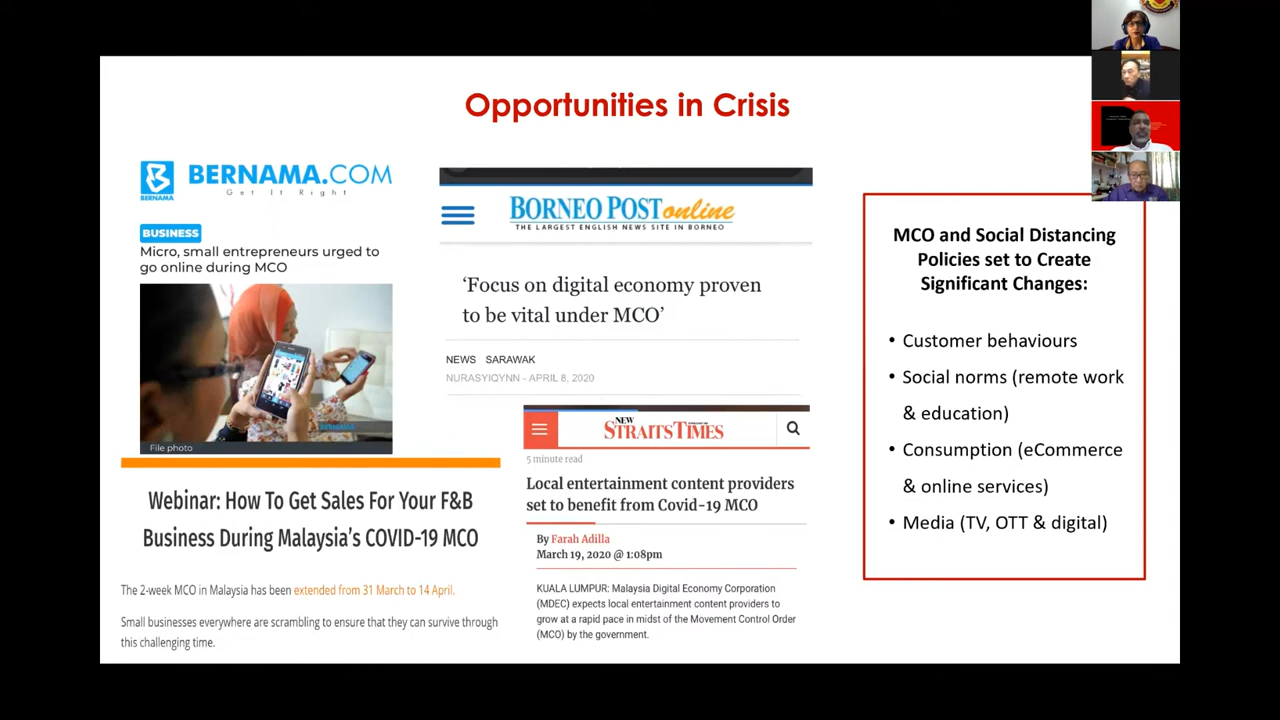 Opportunities in Crisis
BERNAMA
BERNAMA.COM
Get It Right
BUSINESS
Micro, small entrepreneurs urged to
go online during MCO
BERNAMA
File photo
Webinar: How To Get Sales For Your F&B
Business During Malaysia's COVID-19 MCO
The 2-week MCO in Malaysia has been extended from 31 March to 14 April.
Small businesses everywhere are scrambling to ensure that they can survive through
this challenging time.
BORNEO POST online
THE LARGEST ENGLISH NEWS SITE IN BORNEO
‘Focus on digital economy proven
to be vital under MCO’
NEWS SARAWAK
NURASYIQYNN - APRIL 8, 2020
NEW
STRAITS TIMES
5 minute read
Local entertainment content providers
set to benefit from Covid-19 MCO
By Farah Adilla
March 19, 2020 @ 1:08pm
KUALA LUMPUR: Malaysia Digital Economy Corporation
(MDEC) expects local entertainment content providers to
grow at a rapid pace in midst of the Movement Control Order
(MCO) by the government.
MCO and Social Distancing
Policies set to Create
Significant Changes:
• Customer behaviours
• Social norms (remote work
& education)
• Consumption (eCommerce
& online services)
• Media (TV, OTT & digital)